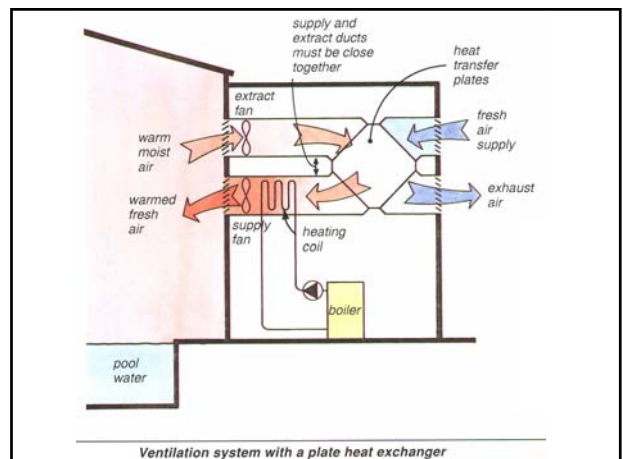 supply and
extract ducts
must be close
together
heat
transfer
plates
extract
fan
fresh
air
supply
warm
moist
air
warmed
fresh
air
exhaust
air
supply
fan
heating
coil
boiler
pool
water
Ventilation system with a plate heat exchanger